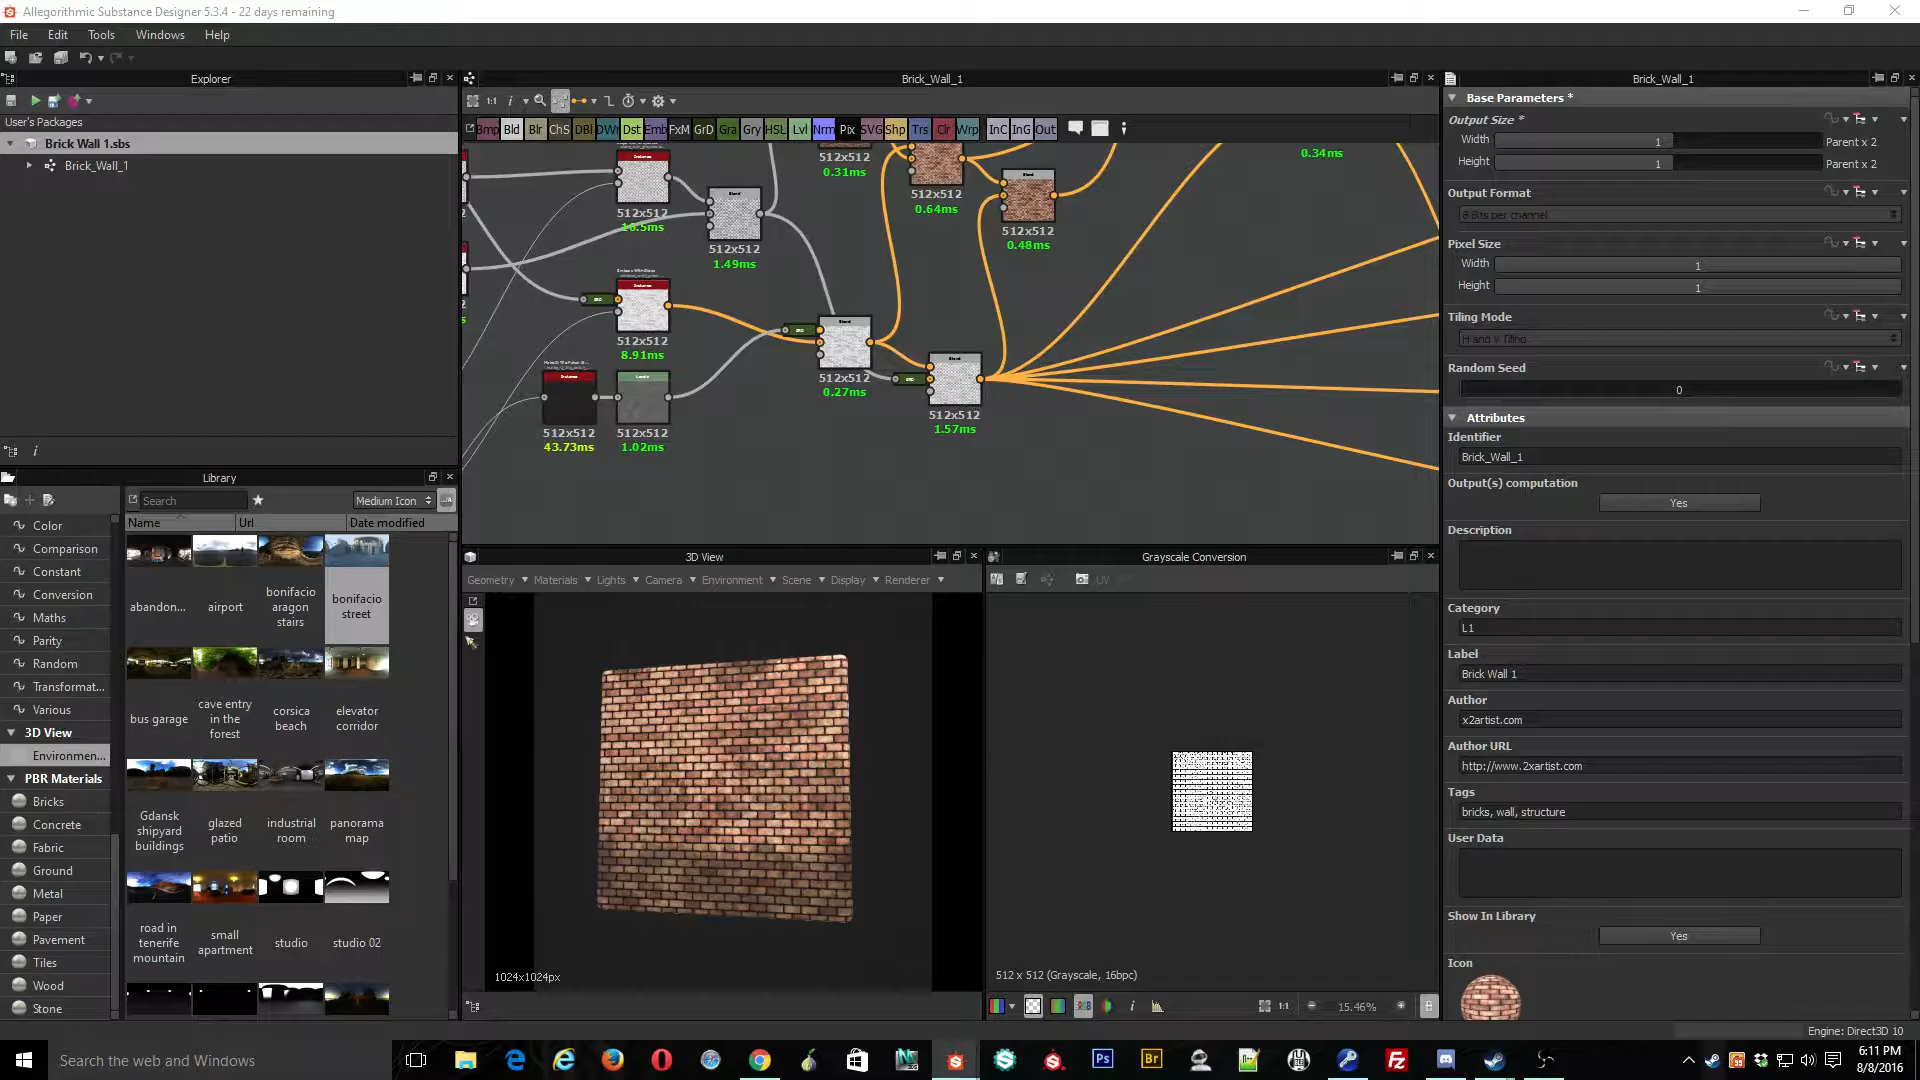 Allegorithmic Substance Designer 5.3.4 - 22 days remaining
File Edit Tools Windows Help
Explorer
User's Packages
Brick Wall 1.sbs
Brick_Wall_1
Library
Search
Medium Icon
Name Url Date modified
Color
Comparison
Constant
Conversion
Maths
Parity
Random
Transformat...
Various
3D View
Environmen...
PBR Materials
Bricks
Concrete
Fabric
Ground
Metal
Paper
Pavement
Tiles
Wood
Stone
abandon...
airport
bonifacio
aragon
stairs
bonifacio
street
bus garage
cave entry
in the
forest
corsica
beach
elevator
corridor
Gdansk
shipyard
buildings
glazed
patio
industrial
room
panorama
map
road in
tenerife
mountain
small
apartment
studio
studio 02
Brick_Wall_1
1:1
Bmp Bld Blr ChS DBl DWr Dst Emb FxM GrD Gra Gry HSL Lvl Nrm Pix SVG Shp Trs Clr Wrp InC InG Out
0.31ms
512x512
0.64ms
512x512
0.48ms
0.34ms
512x512
16.5ms
512x512
1.49ms
512x512
8.91ms
512x512
0.27ms
512x512
1.57ms
512x512
43.73ms
512x512
1.02ms
3D View
Geometry Materials Lights Camera Environment Scene Display Renderer
1024x1024px
Grayscale Conversion
UV
512 x 512 (Grayscale, 16bpc)
1:1
15.46%
Brick_Wall_1
Base Parameters *
Output Size *
Width 1 Parent x 2
Height 1 Parent x 2
Output Format
8 Bits per channel
Pixel Size
Width 1
Height 1
Tiling Mode
H and V Tiling
Random Seed
0
Attributes
Identifier
Brick_Wall_1
Output(s) computation
Yes
Description
Category
L1
Label
Brick Wall 1
Author
x2artist.com
Author URL
http://www.2xartist.com
Tags
bricks, wall, structure
User Data
Show In Library
Yes
Icon
Engine: Direct3D 10
Search the web and Windows
Ps
Br
6:11 PM
8/8/2016